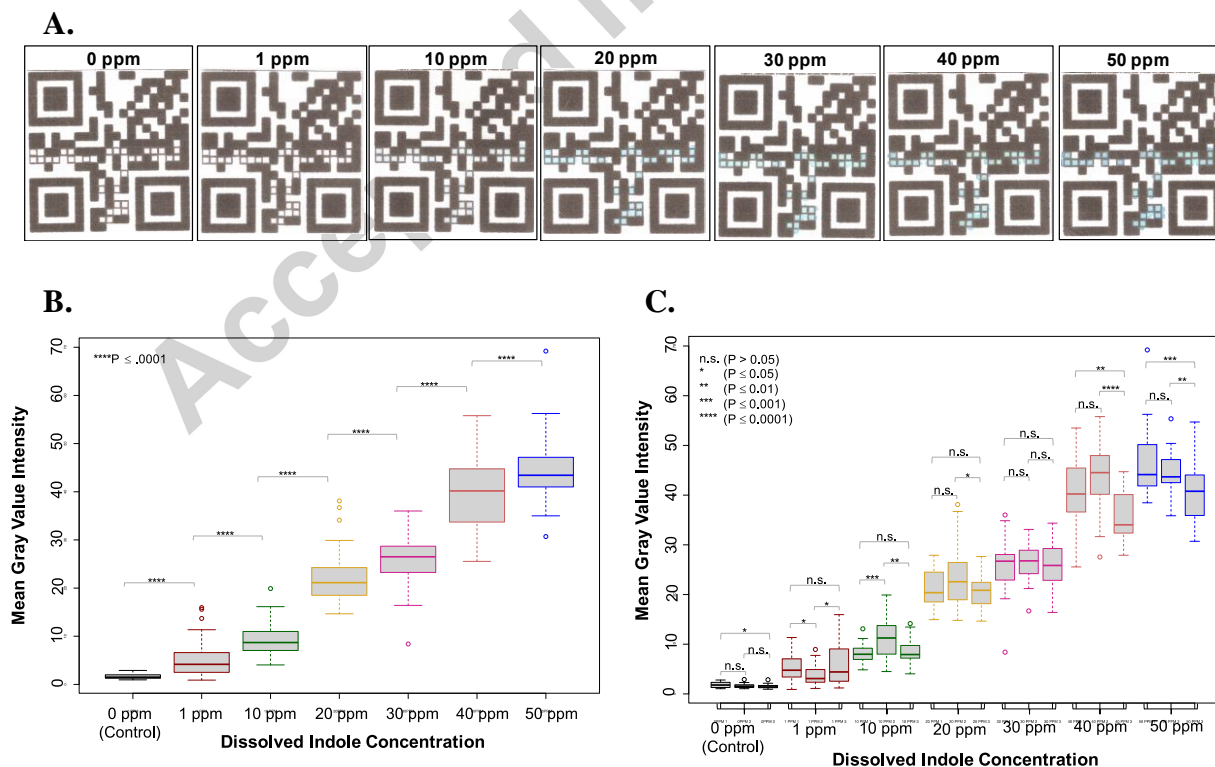 A.
0 ppm
1 ppm
10 ppm
20 ppm
30 ppm
40 ppm
50 ppm
Accepted
B.
****P ≤ .0001
****
****
****
****
****
****
Mean Gray Value Intensity
0
10
20
30
40
50
60
70
0 ppm
(Control)
1 ppm
10 ppm
20 ppm
30 ppm
40 ppm
50 ppm
Dissolved Indole Concentration
C.
n.s. (P > 0.05)
* (P ≤ 0.05)
** (P ≤ 0.01)
*** (P ≤ 0.001)
**** (P ≤ 0.0001)
*
n.s.
n.s.
n.s.
*
*
n.s.
***
**
n.s.
n.s.
*
n.s.
n.s.
n.s.
**
n.s.
****
***
n.s.
**
Mean Gray Value Intensity
0
10
20
30
40
50
60
70
0 ppm
(Control)
1 ppm
10 ppm
20 ppm
30 ppm
40 ppm
50 ppm
Dissolved Indole Concentration